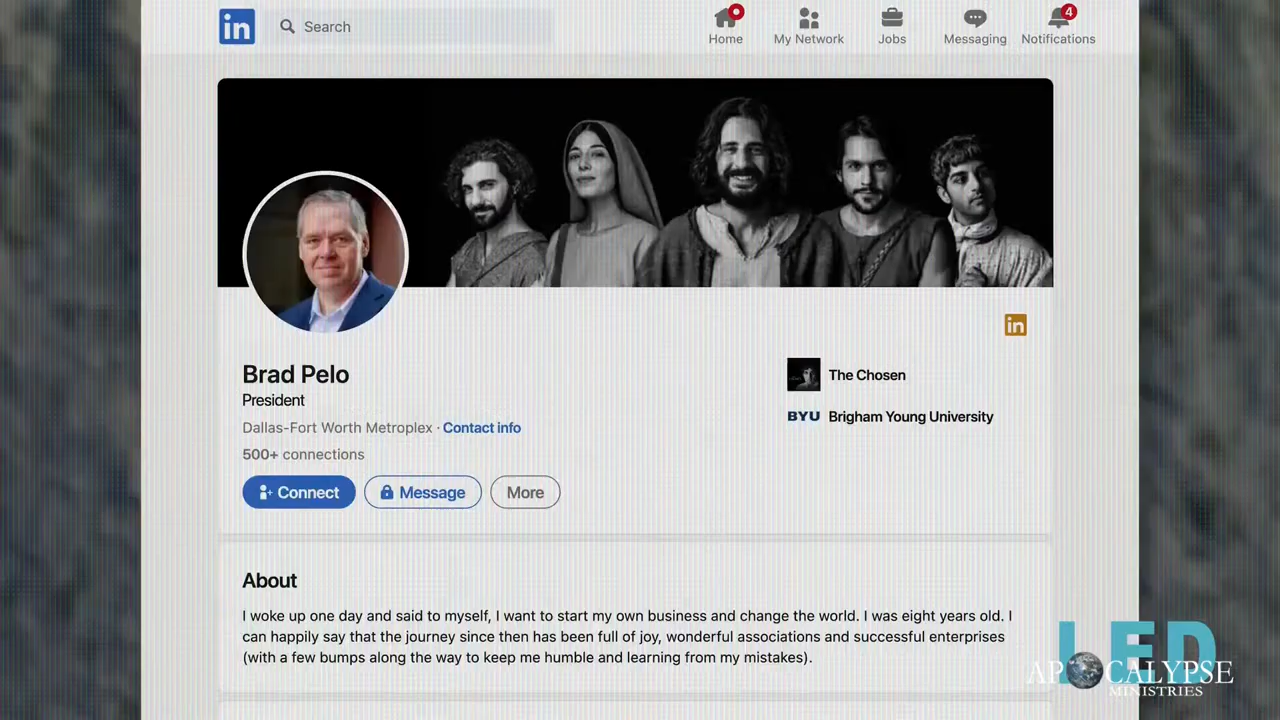 in
Search
Home
My Network
Jobs
Messaging
4
Notifications
in
Brad Pelo
President
Dallas-Fort Worth Metroplex · Contact info
500+ connections
The Chosen
BYU Brigham Young University
Connect
Message
More
About
I woke up one day and said to myself, I want to start my own business and change the world. I was eight years old. I
can happily say that the journey since then has been full of joy, wonderful associations and successful enterprises
(with a few bumps along the way to keep me humble and learning from my mistakes).
LED
APOCALYPSE
MINISTRIES